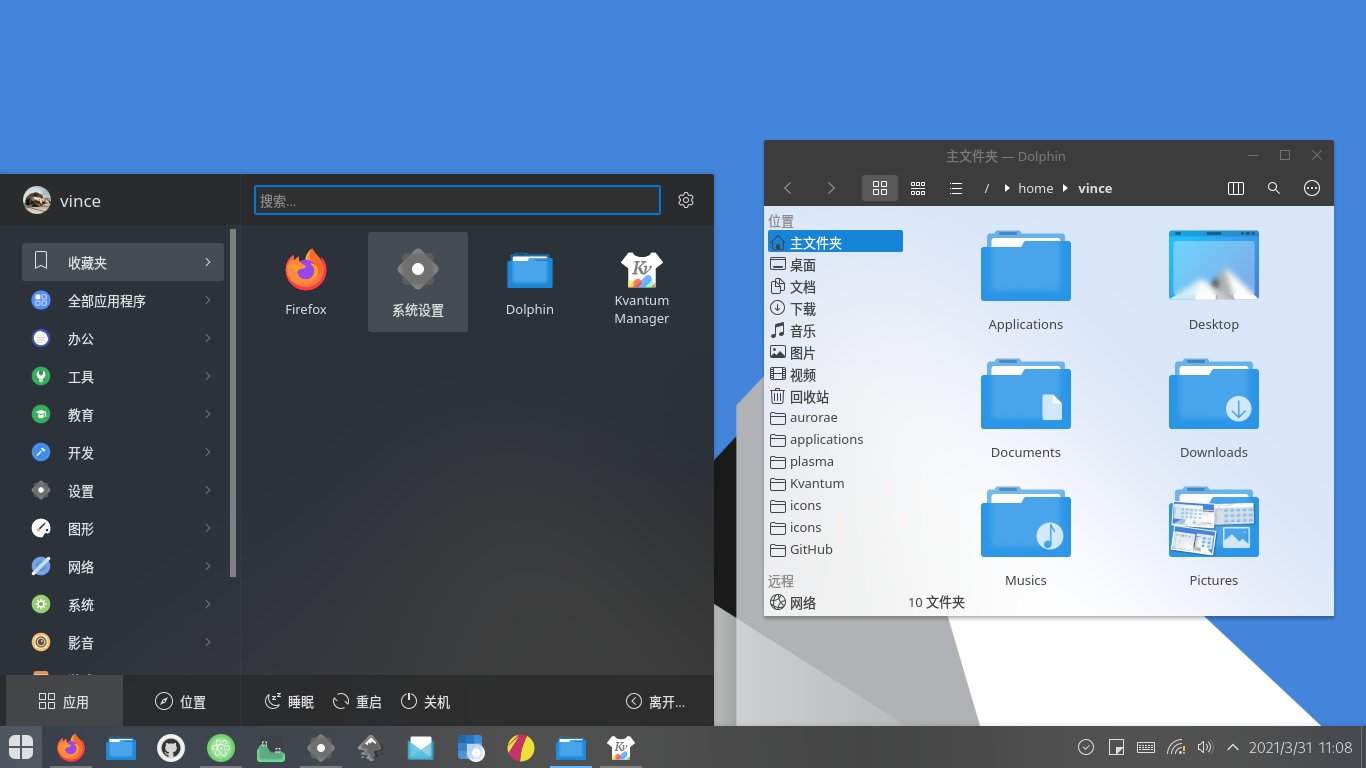 vince
搜索...
收藏夹
全部应用程序
办公
工具
教育
开发
设置
图形
网络
系统
影音
Firefox
系统设置
Dolphin
Kv
Kvantum
Manager
应用
位置
睡眠
重启
关机
离开...
主文件夹 — Dolphin
/ home vince
位置
主文件夹
桌面
文档
下载
音乐
图片
视频
回收站
aurorae
applications
plasma
Kvantum
icons
icons
GitHub
远程
网络
Applications
Desktop
Documents
Downloads
Musics
Pictures
10 文件夹
Kv
2021/3/31 11:08